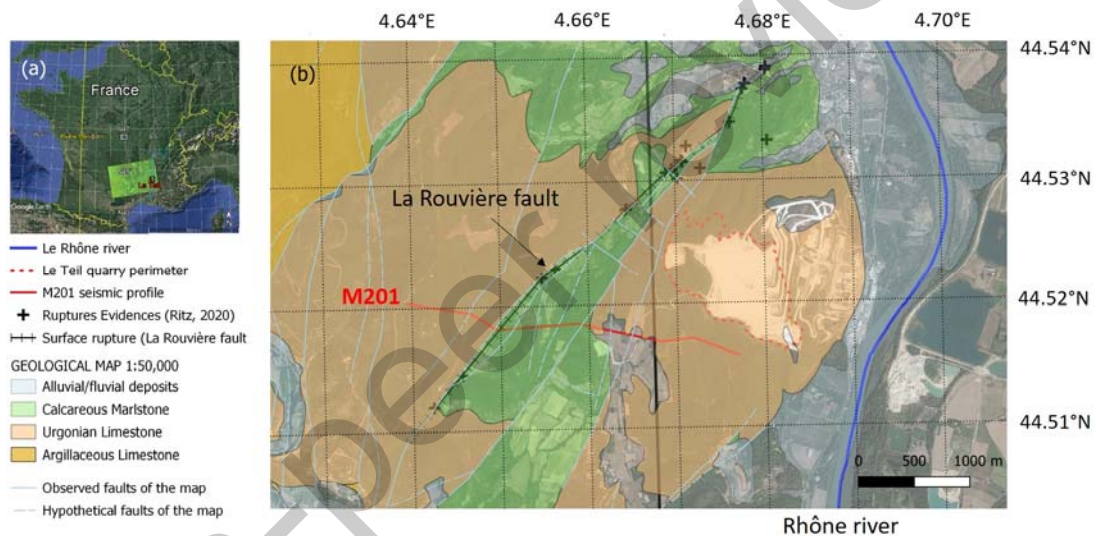 4.64°E 4.66°E 4.68°E 4.70°E
(a)
France
(b)
44.54°N
44.53°N
44.52°N
44.51°N
La Rouvière fault
M201
Le Rhône river
Le Teil quarry perimeter
M201 seismic profile
Ruptures Evidences (Ritz, 2020)
Surface rupture (La Rouvière fault
GEOLOGICAL MAP 1:50,000
Alluvial/fluvial deposits
Calcareous Marlstone
Urgonian Limestone
Argillaceous Limestone
Observed faults of the map
Hypothetical faults of the map
0 500 1000 m
Rhône river